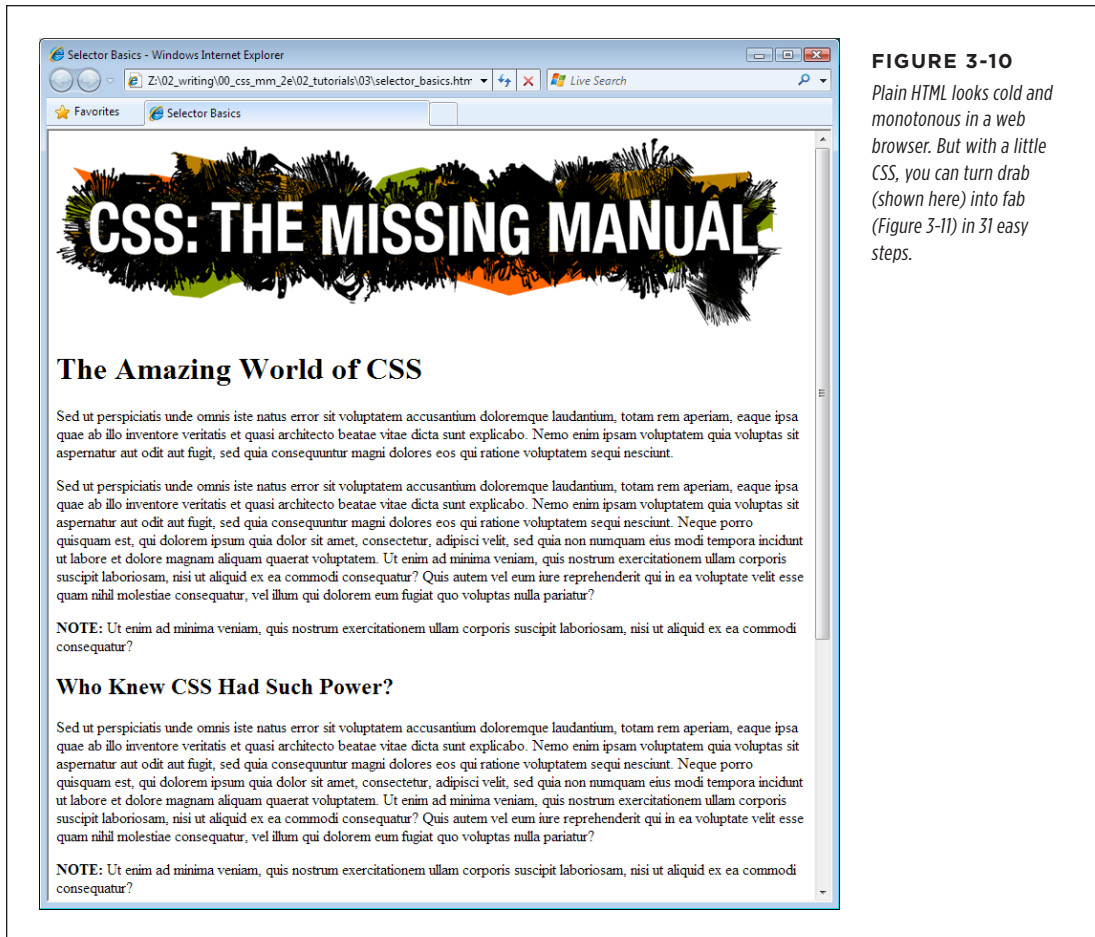 Selector Basics - Windows Internet Explorer
Z:\02_writing\00_css_mm_2e\02_tutorials\03\selector_basics.htm
Live Search
Favorites
Selector Basics
CSS: THE MISSING MANUAL
The Amazing World of CSS
Sed ut perspiciatis unde omnis iste natus error sit voluptatem accusantium doloremque laudantium, totam rem aperiam, eaque ipsa
quae ab illo inventore veritatis et quasi architecto beatae vitae dicta sunt explicabo. Nemo enim ipsam voluptatem quia voluptas sit
aspernatur aut odit aut fugit, sed quia consequuntur magni dolores eos qui ratione voluptatem sequi nesciunt.
Sed ut perspiciatis unde omnis iste natus error sit voluptatem accusantium doloremque laudantium, totam rem aperiam, eaque ipsa
quae ab illo inventore veritatis et quasi architecto beatae vitae dicta sunt explicabo. Nemo enim ipsam voluptatem quia voluptas sit
aspernatur aut odit aut fugit, sed quia consequuntur magni dolores eos qui ratione voluptatem sequi nesciunt. Neque porro
quisquam est, qui dolorem ipsum quia dolor sit amet, consectetur, adipisci velit, sed quia non numquam eius modi tempora incidunt
ut labore et dolore magnam aliquam quaerat voluptatem. Ut enim ad minima veniam, quis nostrum exercitationem ullam corporis
suscipit laboriosam, nisi ut aliquid ex ea commodi consequatur? Quis autem vel eum iure reprehenderit qui in ea voluptate velit esse
quam nihil molestiae consequatur, vel illum qui dolorem eum fugiat quo voluptas nulla pariatur?
NOTE: Ut enim ad minima veniam, quis nostrum exercitationem ullam corporis suscipit laboriosam, nisi ut aliquid ex ea commodi
consequatur?
Who Knew CSS Had Such Power?
Sed ut perspiciatis unde omnis iste natus error sit voluptatem accusantium doloremque laudantium, totam rem aperiam, eaque ipsa
quae ab illo inventore veritatis et quasi architecto beatae vitae dicta sunt explicabo. Nemo enim ipsam voluptatem quia voluptas sit
aspernatur aut odit aut fugit, sed quia consequuntur magni dolores eos qui ratione voluptatem sequi nesciunt. Neque porro
quisquam est, qui dolorem ipsum quia dolor sit amet, consectetur, adipisci velit, sed quia non numquam eius modi tempora incidunt
ut labore et dolore magnam aliquam quaerat voluptatem. Ut enim ad minima veniam, quis nostrum exercitationem ullam corporis
suscipit laboriosam, nisi ut aliquid ex ea commodi consequatur? Quis autem vel eum iure reprehenderit qui in ea voluptate velit esse
quam nihil molestiae consequatur, vel illum qui dolorem eum fugiat quo voluptas nulla pariatur?
NOTE: Ut enim ad minima veniam, quis nostrum exercitationem ullam corporis suscipit laboriosam, nisi ut aliquid ex ea commodi
consequatur?
FIGURE 3-10
Plain HTML looks cold and
monotonous in a web
browser. But with a little
CSS, you can turn drab
(shown here) into fab
(Figure 3-11) in 31 easy
steps.